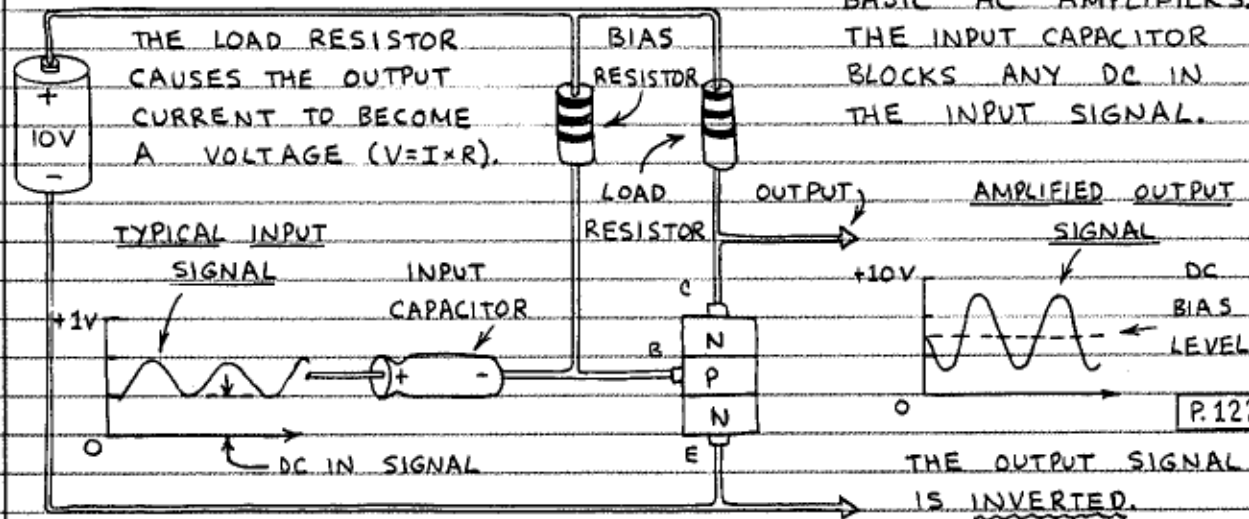 BASIC AC AMPLIFIERS.
THE INPUT CAPACITOR
BLOCKS ANY DC IN
THE INPUT SIGNAL.
THE LOAD RESISTOR
CAUSES THE OUTPUT
CURRENT TO BECOME
A VOLTAGE (V=I×R).
BIAS
RESISTOR
+
10V
-
LOAD
RESISTOR
OUTPUT
AMPLIFIED OUTPUT
SIGNAL
TYPICAL INPUT
SIGNAL
INPUT
CAPACITOR
+10V
DC
BIAS
LEVEL
C
+1V
N
B
P
N
+
-
E
O
O
DC IN SIGNAL
THE OUTPUT SIGNAL
IS INVERTED.